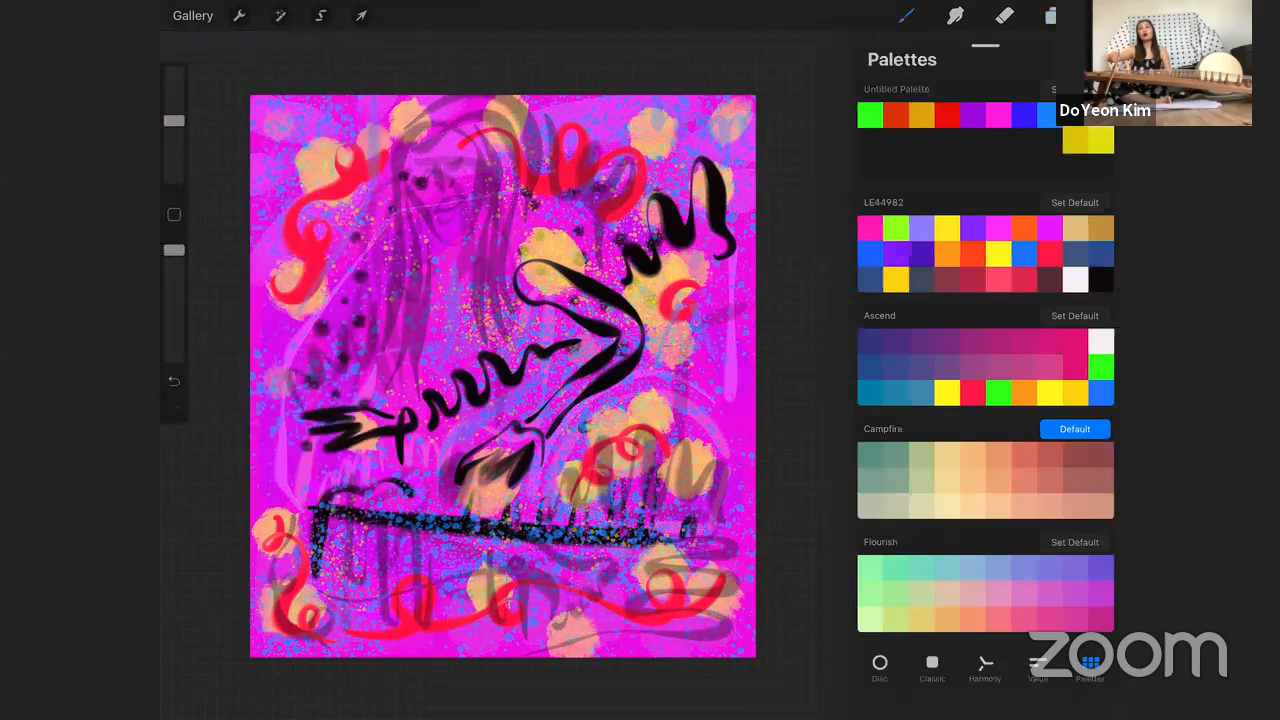 Gallery
Palettes
Untitled Palette
S
DoYeon Kim
LE44982
Set Default
Ascend
Set Default
Campfire
Default
Flourish
Set Default
Disc
Classic
Harmony
Value
Palettes
zoom